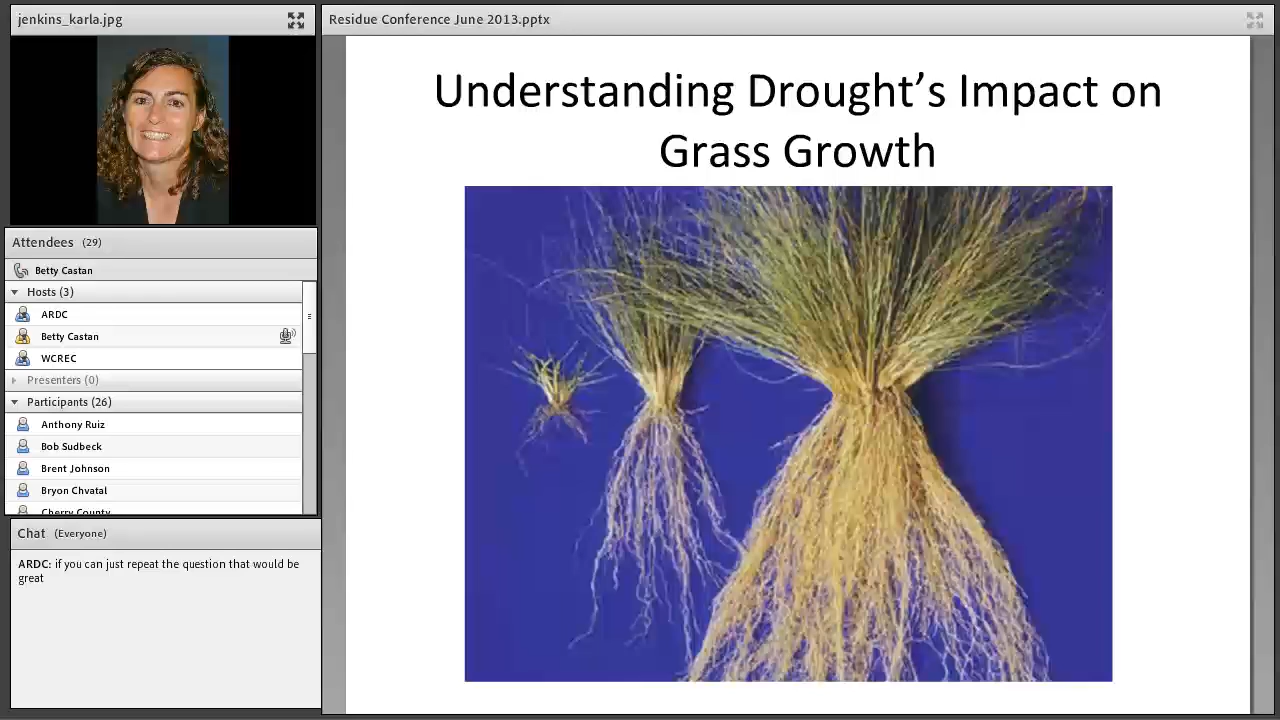 jenkins_karla.jpg
Residue Conference June 2013.pptx
Understanding Drought’s Impact on
Grass Growth
Attendees (29)
Betty Castan
Hosts (3)
ARDC
Betty Castan
WCREC
Presenters (0)
Participants (26)
Anthony Ruiz
Bob Sudbeck
Brent Johnson
Bryon Chvatal
Cherry County
Chat (Everyone)
ARDC: if you can just repeat the question that would be
great